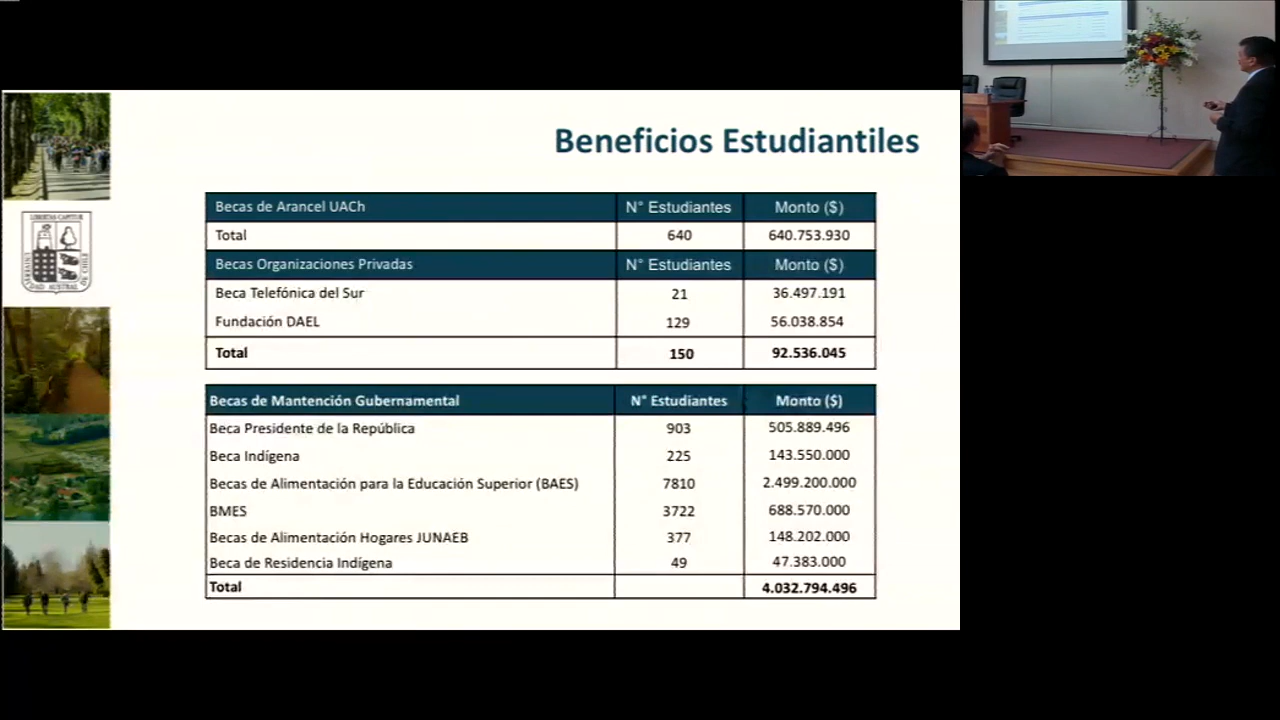 Beneficios Estudiantiles
Becas de Arancel UACh N° Estudiantes Monto ($)
Total 640 640.753.930
Becas Organizaciones Privadas N° Estudiantes Monto ($)
Beca Telefónica del Sur 21 36.497.191
Fundación DAEL 129 56.038.854
Total 150 92.536.045
Becas de Mantención Gubernamental N° Estudiantes Monto ($)
Beca Presidente de la República 903 505.889.496
Beca Indígena 225 143.550.000
Becas de Alimentación para la Educación Superior (BAES) 7810 2.499.200.000
BMES 3722 688.570.000
Becas de Alimentación Hogares JUNAEB 377 148.202.000
Beca de Residencia Indígena 49 47.383.000
Total 4.032.794.496
LIBERTAS CAPITUR